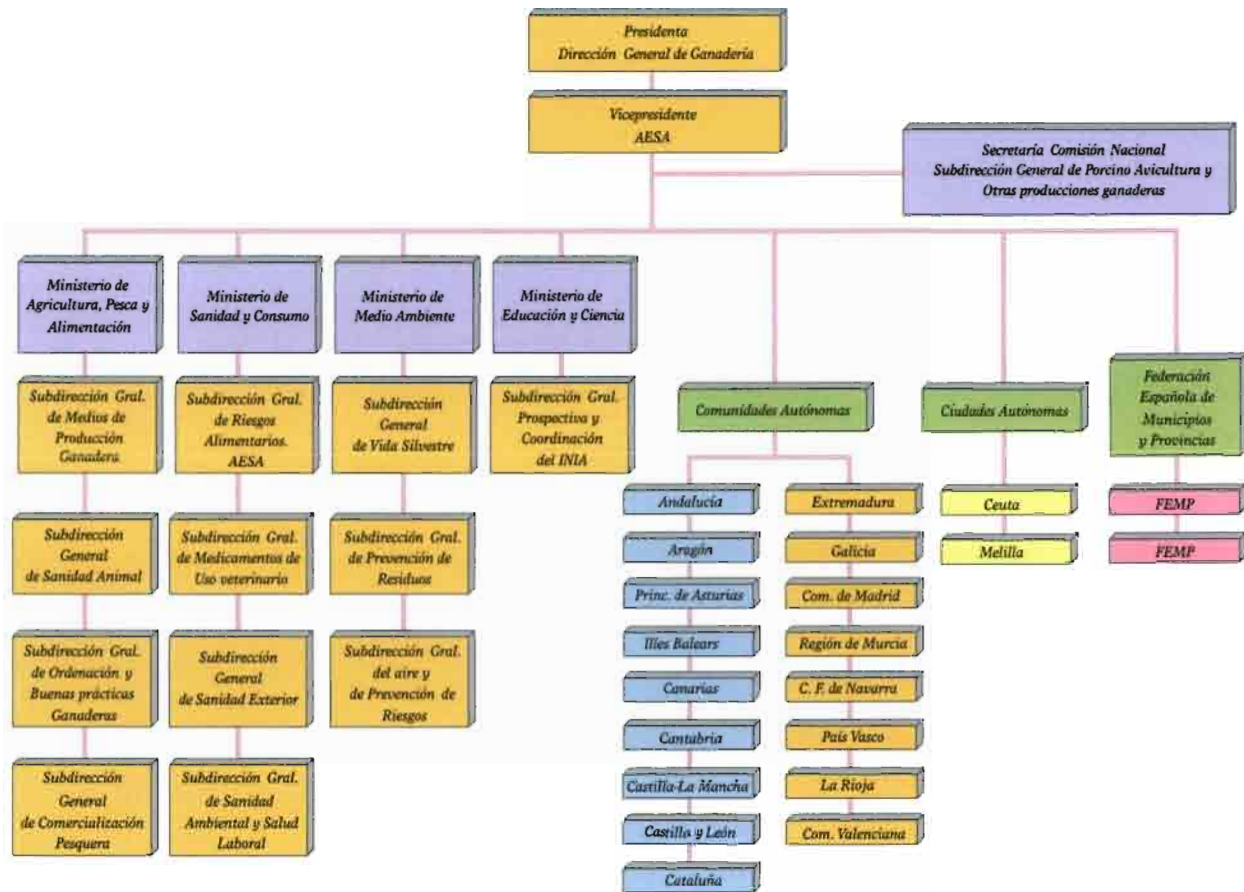 Presidenta
Dirección General de Ganadería
Vicepresidente
AESA
Secretaría Comisión Nacional
Subdirección General de Porcino Avicultura y
Otras producciones ganaderas
Ministerio de
Agricultura, Pesca y
Alimentación
Ministerio de
Sanidad y Consumo
Ministerio de
Medio Ambiente
Ministerio de
Educación y Ciencia
Subdirección Gral.
de Medios de
Producción
Ganadera
Subdirección Gral.
de Riesgos
Alimentarios.
AESA
Subdirección
General
de Vida Silvestre
Subdirección Gral.
Prospectiva y
Coordinación
del INIA
Comunidades Autónomas
Ciudades Autónomas
Federación
Española de
Municipios
y Provincias
Subdirección
General
de Sanidad Animal
Subdirección Gral.
de Medicamentos de
Uso veterinario
Subdirección Gral.
de Prevención de
Residuos
Subdirección Gral.
de Ordenación y
Buenas prácticas
Ganaderas
Subdirección
General
de Sanidad Exterior
Subdirección Gral.
del aire y
de Prevención de
Riesgos
Subdirección
General
de Comercialización
Pesquera
Subdirección Gral.
de Sanidad
Ambiental y Salud
Laboral
Andalucía
Aragón
Princ. de Asturias
Illes Balears
Canarias
Cantabria
Castilla-La Mancha
Castilla y León
Cataluña
Extremadura
Galicia
Com. de Madrid
Región de Murcia
C. F. de Navarra
País Vasco
La Rioja
Com. Valenciana
Ceuta
Melilla
FEMP
FEMP